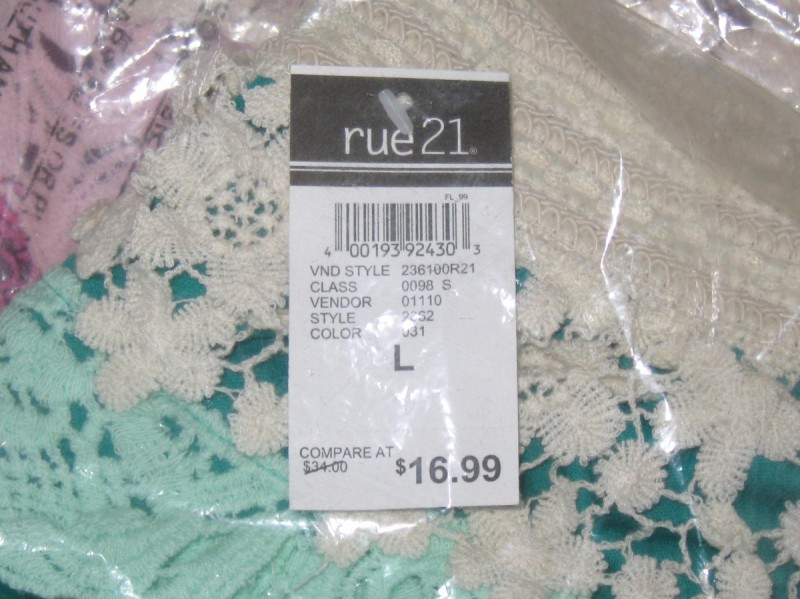 rue21®
FL_99
4 00193 92430 3
VND STYLE 236100R21
CLASS 0098 S
VENDOR 01110
STYLE
COLOR 031
L
COMPARE AT
$34.00 $16.99